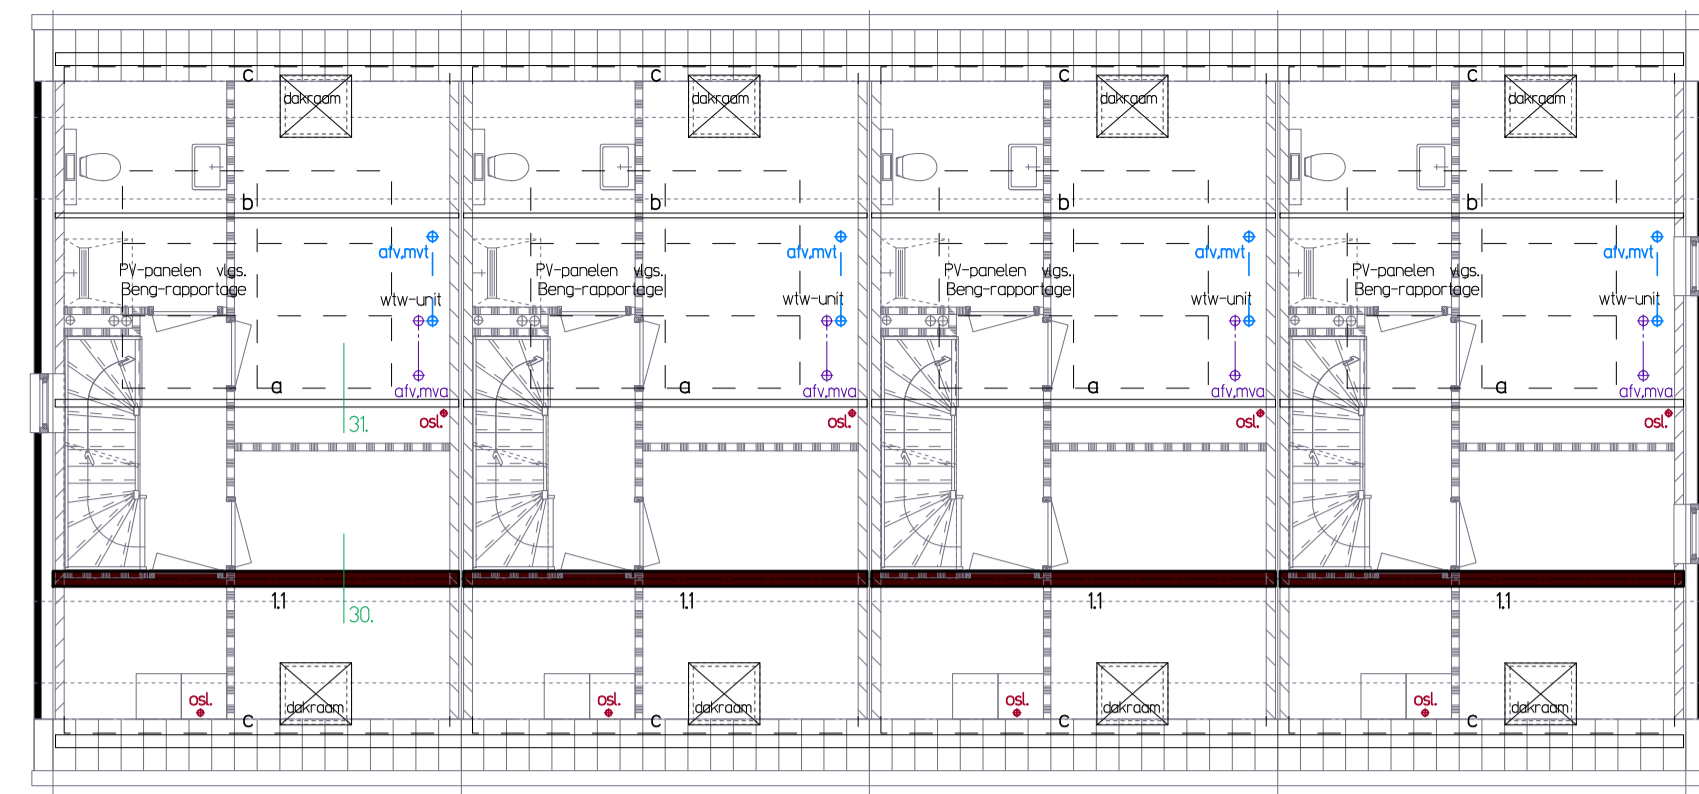 c c c c
dakraam dakraam dakraam dakraam
b b b b
afv,mvt afv,mvt afv,mvt afv,mvt
PV-panelen vlgs. PV-panelen vlgs. PV-panelen vlgs. PV-panelen vlgs.
Beng-rapportage Beng-rapportage Beng-rapportage Beng-rapportage
wtw-unit wtw-unit wtw-unit wtw-unit
a a a a
afv,mva afv,mva afv,mva afv,mva
31. osl. osl. osl. osl.
1.1 1.1 1.1 1.1
30.
osl. osl. osl. osl.
dakraam dakraam dakraam dakraam
c c c c